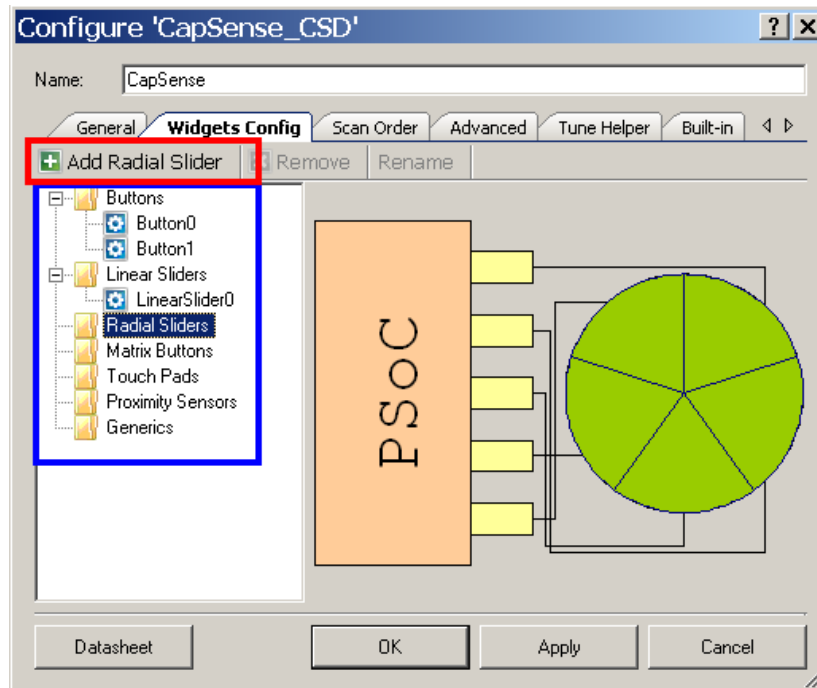 Configure 'CapSense_CSD'
? X
Name: CapSense
General Widgets Config Scan Order Advanced Tune Helper Built-in
Add Radial Slider Remove Rename
Buttons
Button0
Button1
Linear Sliders
LinearSlider0
Radial Sliders
Matrix Buttons
Touch Pads
Proximity Sensors
Generics
PSoC
Datasheet OK Apply Cancel